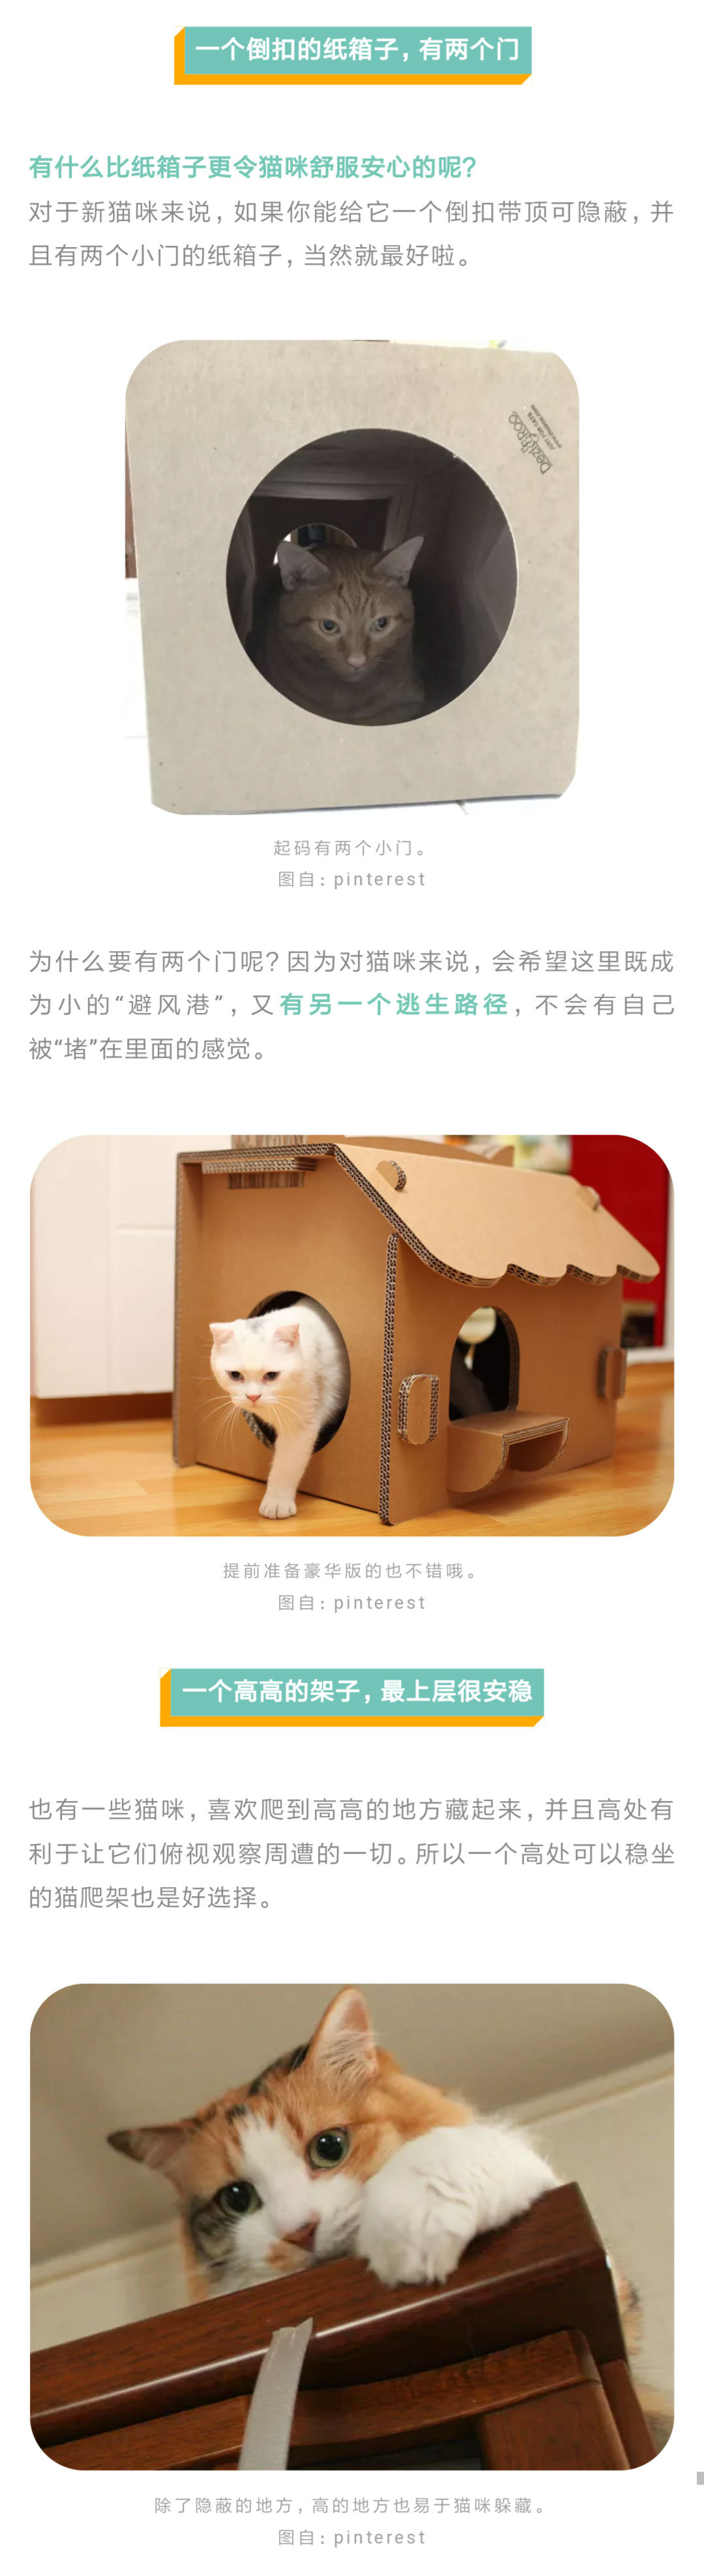 一个倒扣的纸箱子，有两个门
有什么比纸箱子更令猫咪舒服安心的呢？
对于新猫咪来说，如果你能给它一个倒扣带顶可隐蔽，并
且有两个小门的纸箱子，当然就最好啦。
JUST FOR CATS
起码有两个小门。
图自：pinterest
为什么要有两个门呢？因为对猫咪来说，会希望这里既成
为小的“避风港”，又有另一个逃生路径，不会有自己
被“堵”在里面的感觉。
提前准备豪华版的也不错哦。
图自：pinterest
一个高高的架子，最上层很安稳
也有一些猫咪，喜欢爬到高高的地方藏起来，并且高处有
利于让它们俯视观察周遭的一切。所以一个高处可以稳坐
的猫爬架也是好选择。
除了隐蔽的地方，高的地方也易于猫咪躲藏。
图自：pinterest